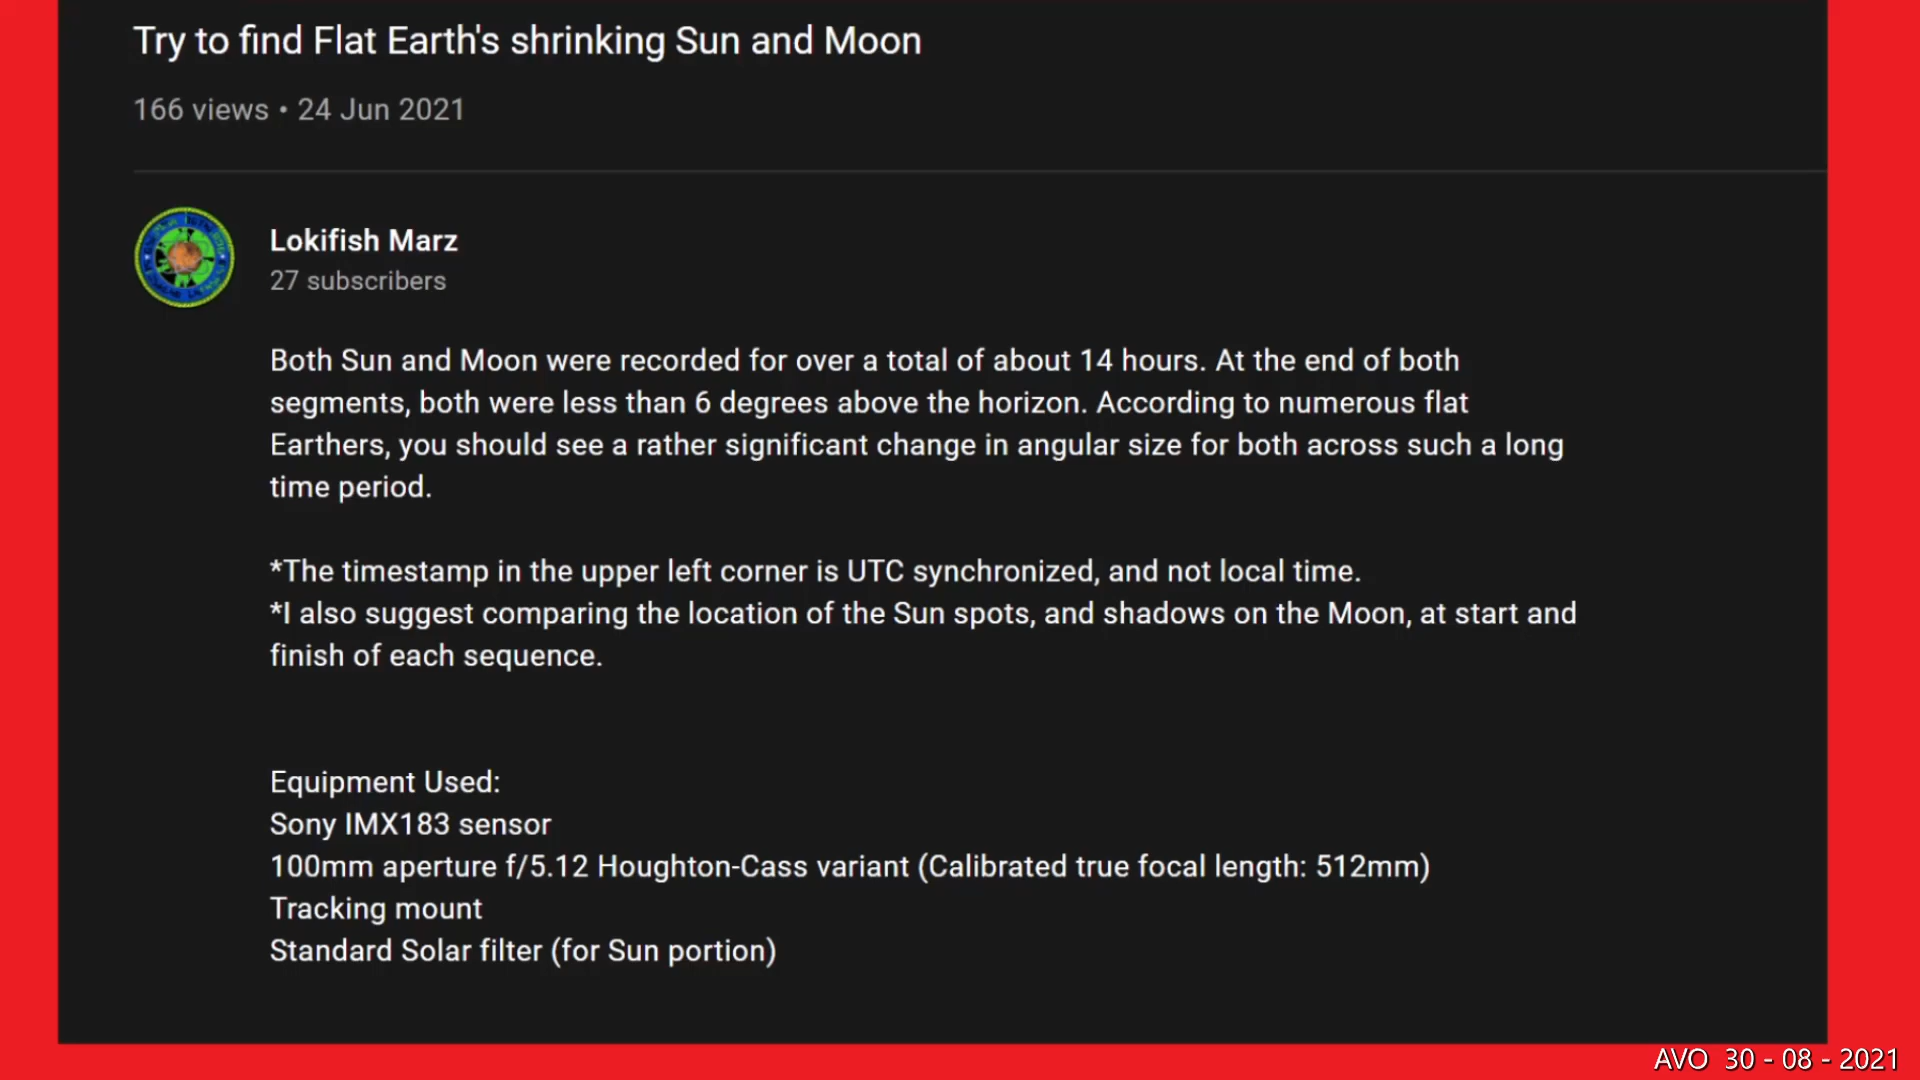 Try to find Flat Earth's shrinking Sun and Moon
166 views • 24 Jun 2021
Lokifish Marz
27 subscribers
Both Sun and Moon were recorded for over a total of about 14 hours. At the end of both
segments, both were less than 6 degrees above the horizon. According to numerous flat
Earthers, you should see a rather significant change in angular size for both across such a long
time period.
*The timestamp in the upper left corner is UTC synchronized, and not local time.
*I also suggest comparing the location of the Sun spots, and shadows on the Moon, at start and
finish of each sequence.
Equipment Used:
Sony IMX183 sensor
100mm aperture f/5.12 Houghton-Cass variant (Calibrated true focal length: 512mm)
Tracking mount
Standard Solar filter (for Sun portion)
AVO 30 - 08 - 2021